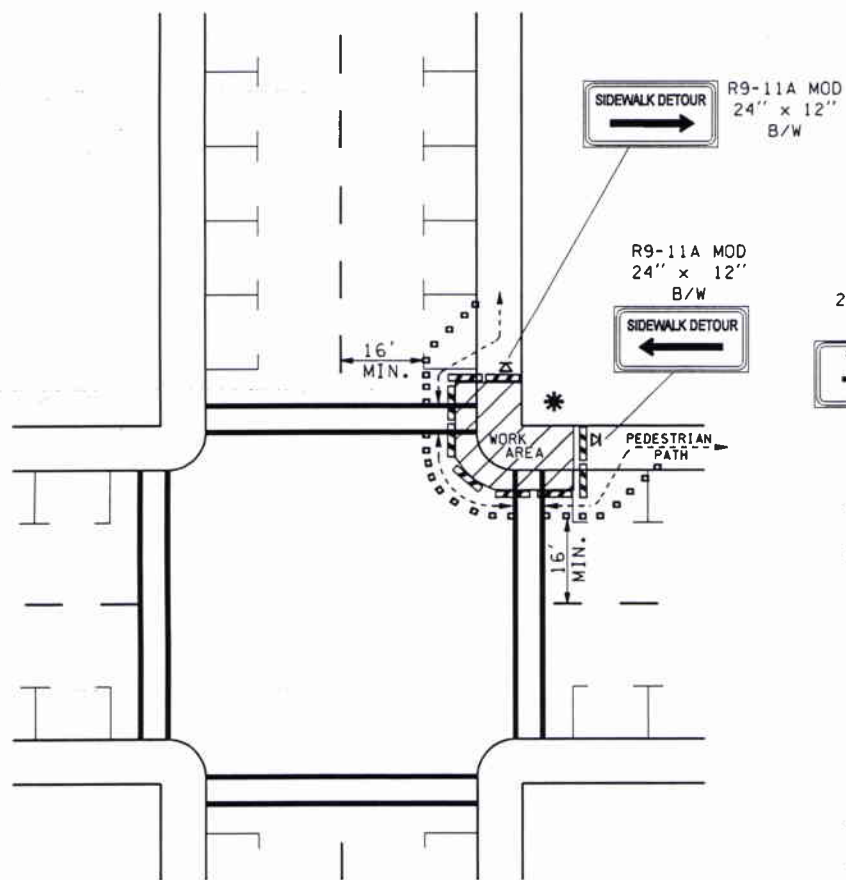 SIDEWALK DETOUR
R9-11A MOD
24" x 12"
B/W
R9-11A MOD
24" x 12"
B/W
SIDEWALK DETOUR
2
16'
MIN.
WORK
AREA
PEDESTRIAN
PATH
16'
MIN.